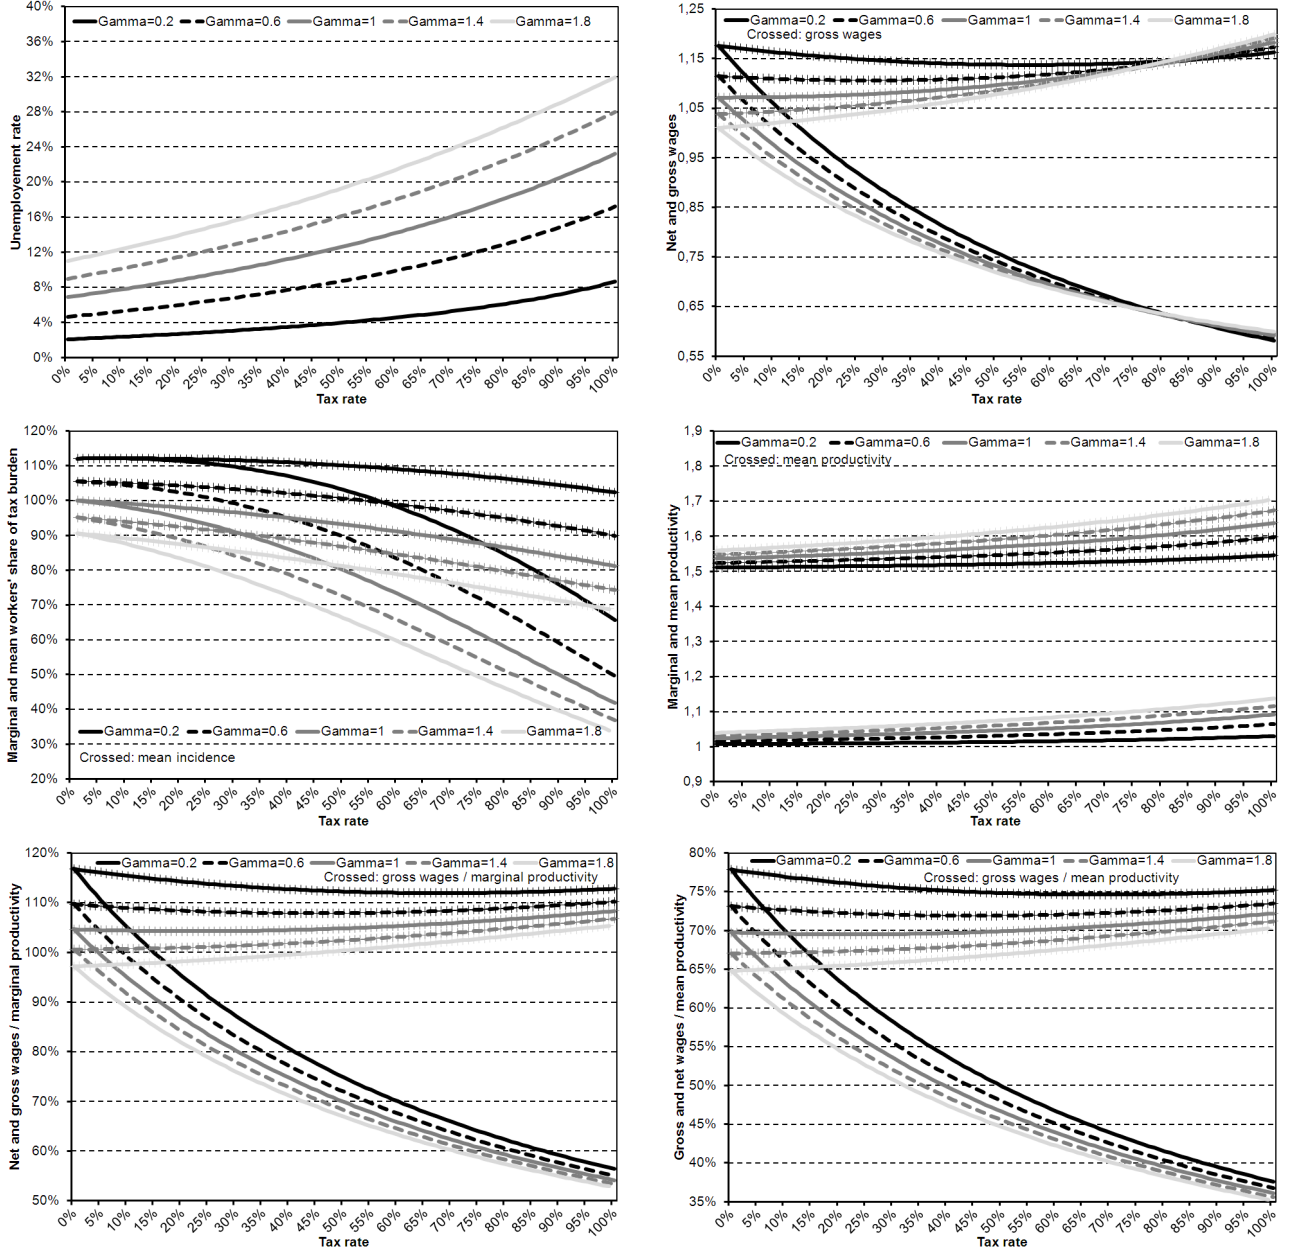 40%
Gamma=0.2 Gamma=0.6 Gamma=1 Gamma=1.4 Gamma=1.8
36%
32%
28%
24%
20%
16%
12%
8%
4%
0%
Unemployement rate
0% 5% 10% 15% 20% 25% 30% 35% 40% 45% 50% 55% 60% 65% 70% 75% 80% 85% 90% 95% 100%
Tax rate
1,25
Gamma=0.2 Gamma=0.6 Gamma=1 Gamma=1.4 Gamma=1.8
Crossed: gross wages
1,15
1,05
0,95
0,85
0,75
0,65
0,55
Net and gross wages
0% 5% 10% 15% 20% 25% 30% 35% 40% 45% 50% 55% 60% 65% 70% 75% 80% 85% 90% 95% 100%
Tax rate
120%
110%
100%
90%
80%
70%
60%
50%
40%
Gamma=0.2 Gamma=0.6 Gamma=1 Gamma=1.4 Gamma=1.8
30%
Crossed: mean incidence
20%
Marginal and mean workers' share of tax burden
0% 5% 10% 15% 20% 25% 30% 35% 40% 45% 50% 55% 60% 65% 70% 75% 80% 85% 90% 95% 100%
Tax rate
1,9
Gamma=0.2 Gamma=0.6 Gamma=1 Gamma=1.4 Gamma=1.8
Crossed: mean productivity
1,8
1,7
1,6
1,5
1,4
1,3
1,2
1,1
1
0,9
Marginal and mean productivity
0% 5% 10% 15% 20% 25% 30% 35% 40% 45% 50% 55% 60% 65% 70% 75% 80% 85% 90% 95% 100%
Tax rate
120%
Gamma=0.2 Gamma=0.6 Gamma=1 Gamma=1.4 Gamma=1.8
Crossed: gross wages / marginal productivity
110%
100%
90%
80%
70%
60%
50%
Net and gross wages / marginal productivity
0% 5% 10% 15% 20% 25% 30% 35% 40% 45% 50% 55% 60% 65% 70% 75% 80% 85% 90% 95% 100%
Tax rate
80%
Gamma=0.2 Gamma=0.6 Gamma=1 Gamma=1.4 Gamma=1.8
Crossed: gross wages / mean productivity
75%
70%
65%
60%
55%
50%
45%
40%
35%
Gross and net wages / mean productivity
0% 5% 10% 15% 20% 25% 30% 35% 40% 45% 50% 55% 60% 65% 70% 75% 80% 85% 90% 95% 100%
Tax rate